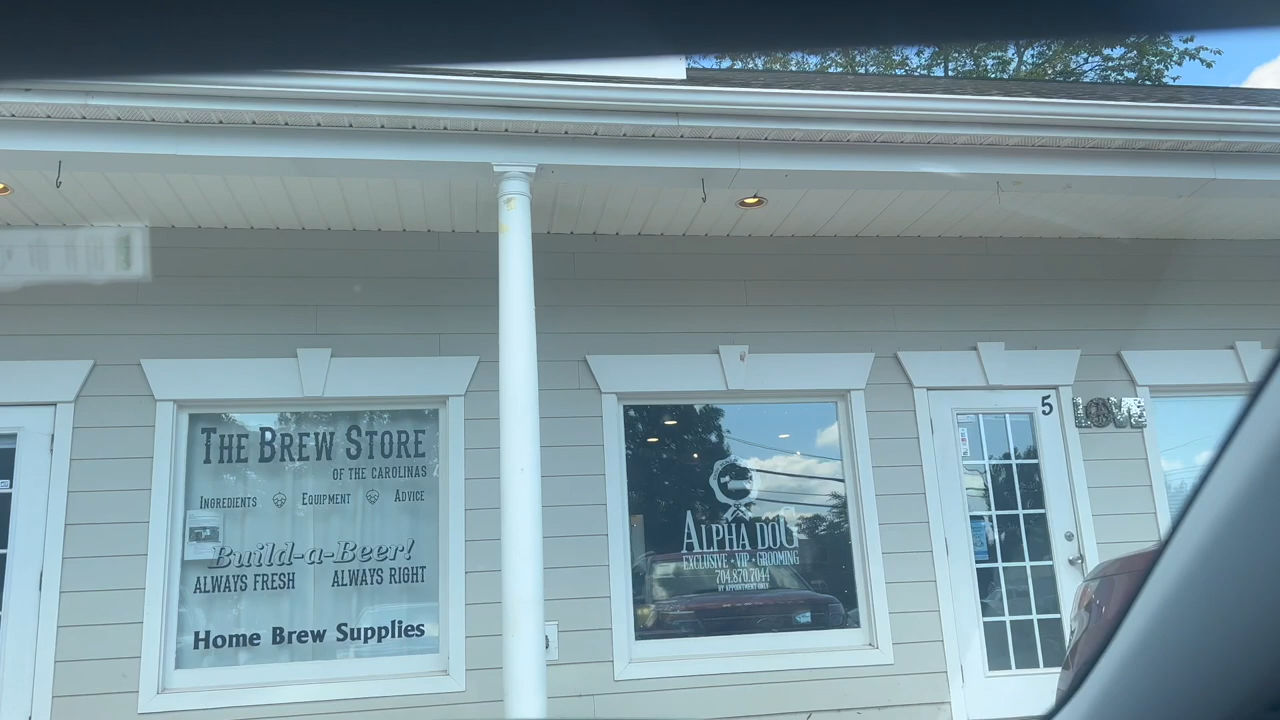 THE BREW STORE
OF THE CAROLINAS
INGREDIENTS EQUIPMENT ADVICE
Build-a-Beer!
ALWAYS FRESH ALWAYS RIGHT
Home Brew Supplies
ALPHA DOG
EXCLUSIVE · VIP · GROOMING
704.870.7044
BY APPOINTMENT ONLY
5
LOVE